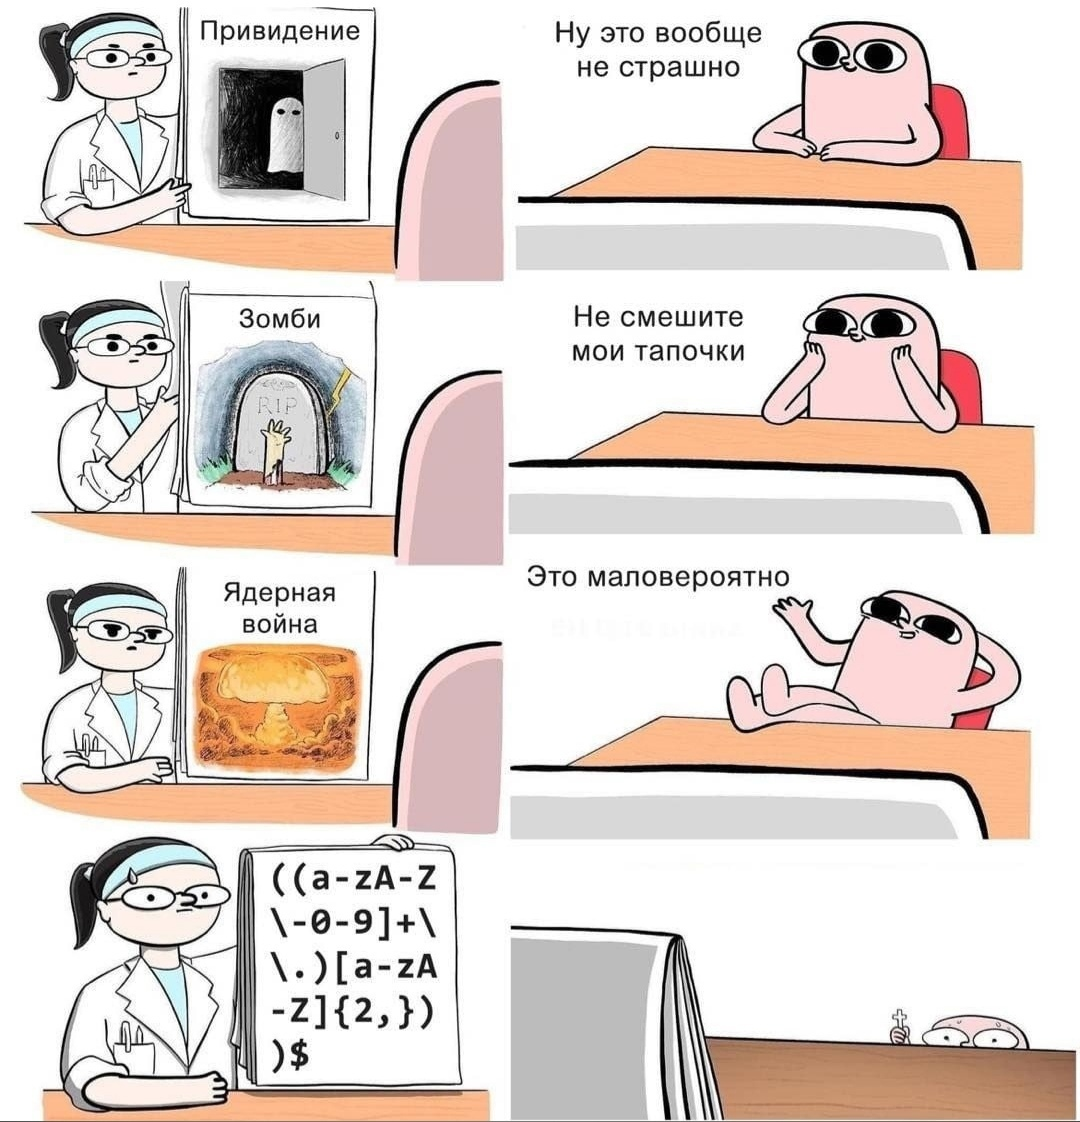 Привидение
Ну это вообще
не страшно
Зомби
RIP
Не смешите
мои тапочки
Ядерная
война
Это маловероятно
((a-zA-Z
\-0-9]+\
\.)[a-zA
-Z]{2,})
)$